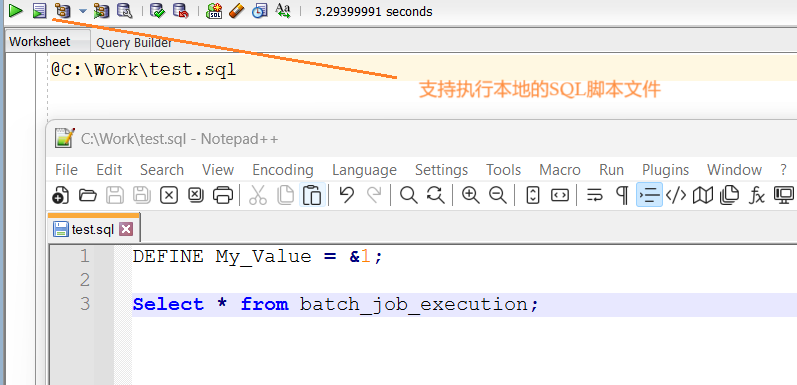 3.29399991 seconds
Worksheet Query Builder
@C:\Work\test.sql
支持执行本地的SQL脚本文件
C:\Work\test.sql - Notepad++
File Edit Search View Encoding Language Settings Tools Macro Run Plugins Window ?
test.sql
1 DEFINE My_Value = &1;
2
3 Select * from batch_job_execution;